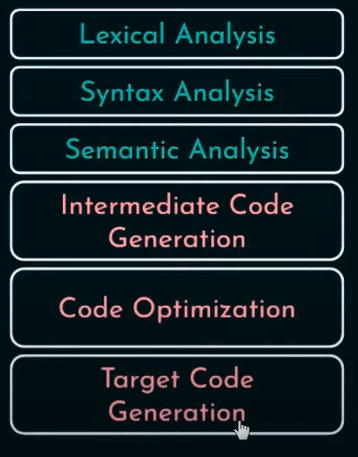 Lexical Analysis
Syntax Analysis
Semantic Analysis
Intermediate Code
Generation
Code Optimization
Target Code
Generation